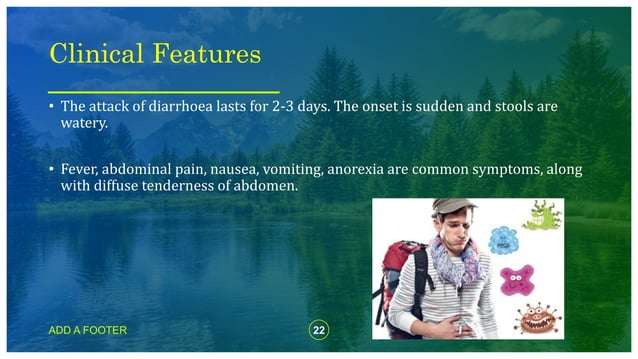 Clinical Features
• The attack of diarrhoea lasts for 2-3 days. The onset is sudden and stools are
watery.
• Fever, abdominal pain, nausea, vomiting, anorexia are common symptoms, along
with diffuse tenderness of abdomen.
ADD A FOOTER
22